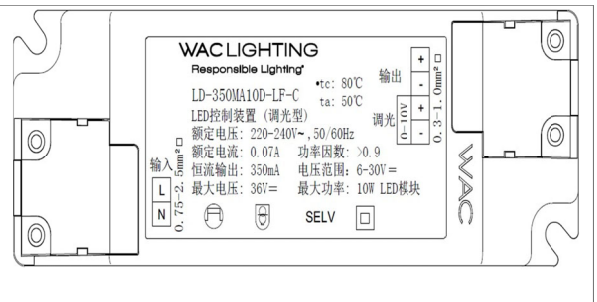 WAC LIGHTING
Responsible Lighting®
LD-350MA10D-LF-C
•tc: 80℃
ta: 50℃
LED控制装置 (调光型)
额定电压: 220-240V~,50/60Hz
额定电流: 0.07A 功率因数: >0.9
恒流输出: 350mA 电压范围: 6-30V⎓
最大电压: 36V⎓ 最大功率: 10W LED模块
SELV
输入
L
N
0.75-2.5mm²
输出
+
-
调光
0-10V
+
-
0.3-1.0mm²
WAC